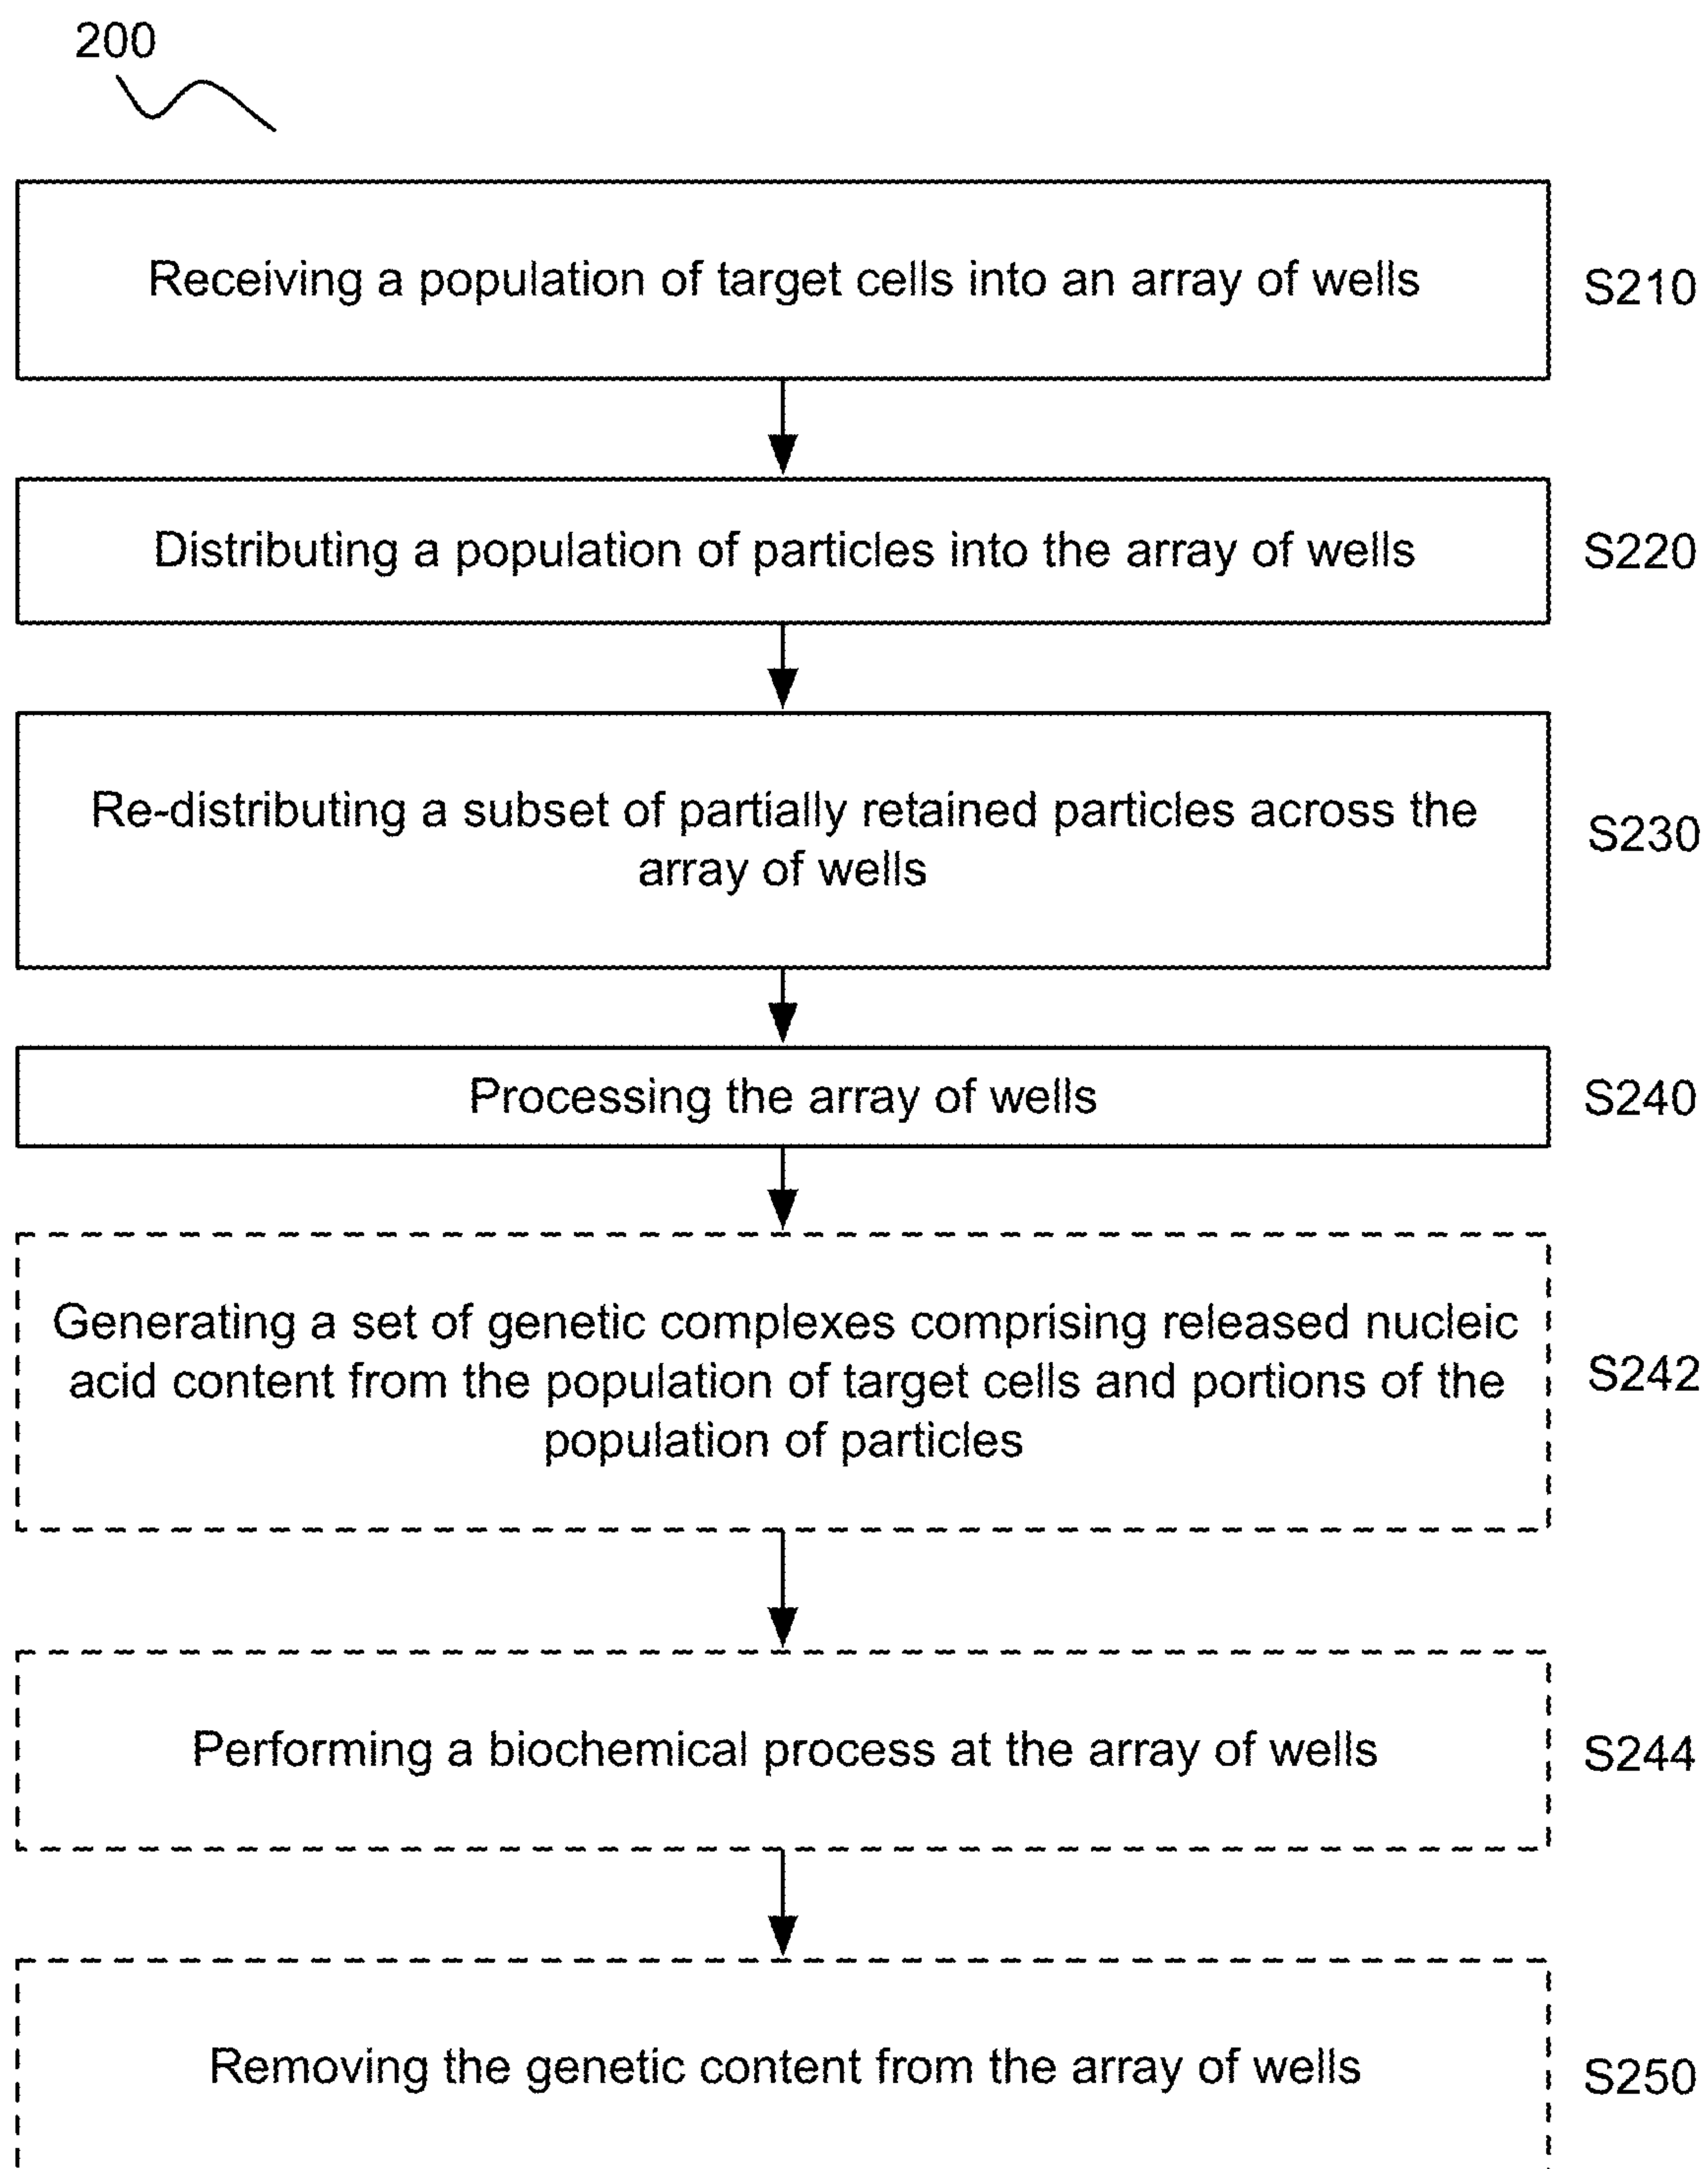 200
Receiving a population of target cells into an array of wells
S210
Distributing a population of particles into the array of wells
S220
Re-distributing a subset of partially retained particles across the
array of wells
S230
Processing the array of wells
S240
Generating a set of genetic complexes comprising released nucleic
acid content from the population of target cells and portions of the
population of particles
S242
Performing a biochemical process at the array of wells
S244
Removing the genetic content from the array of wells
S250